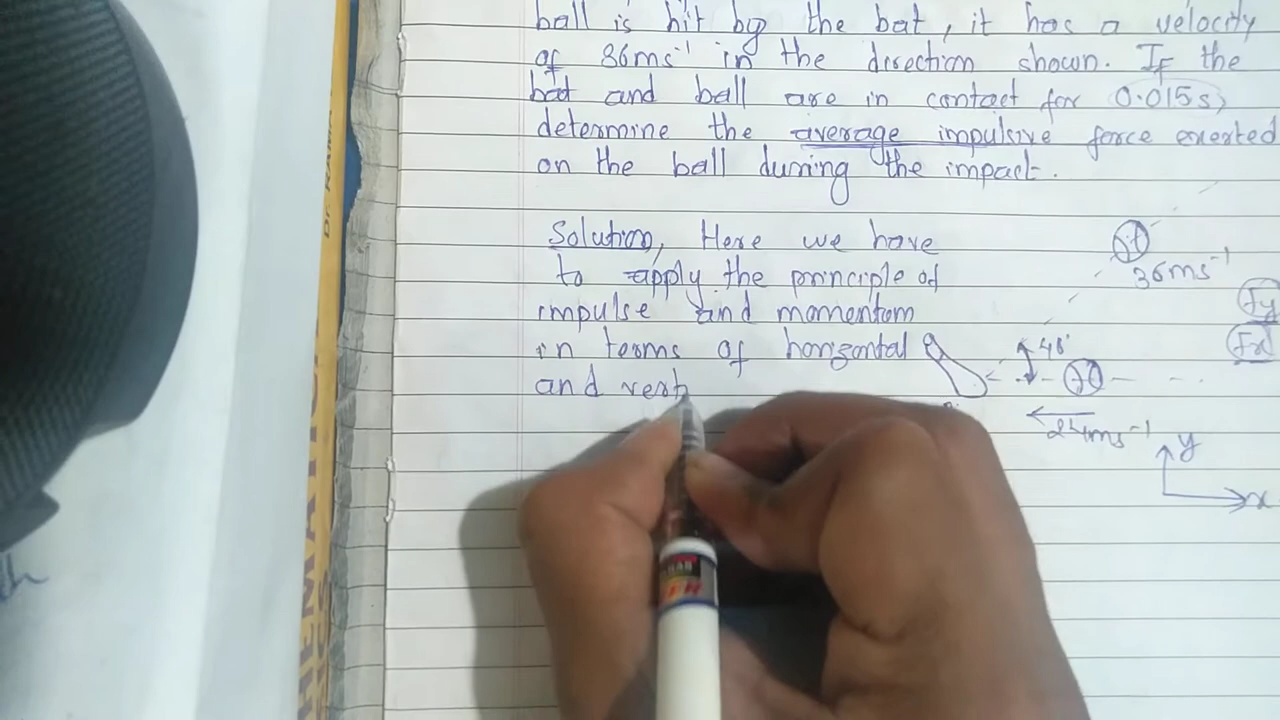 ball is hit by the bat, it has a velocity
of 36ms⁻¹ in the direction shown. If the
bat and ball are in contact for 0.015s,
determine the average impulsive force exerted
on the ball during the impact.
Solution, Here we have
to apply the principle of
impulse and momentum
in terms of horizontal
and vert
36ms⁻¹
Fy
Fx
40°
24ms⁻¹
y
x